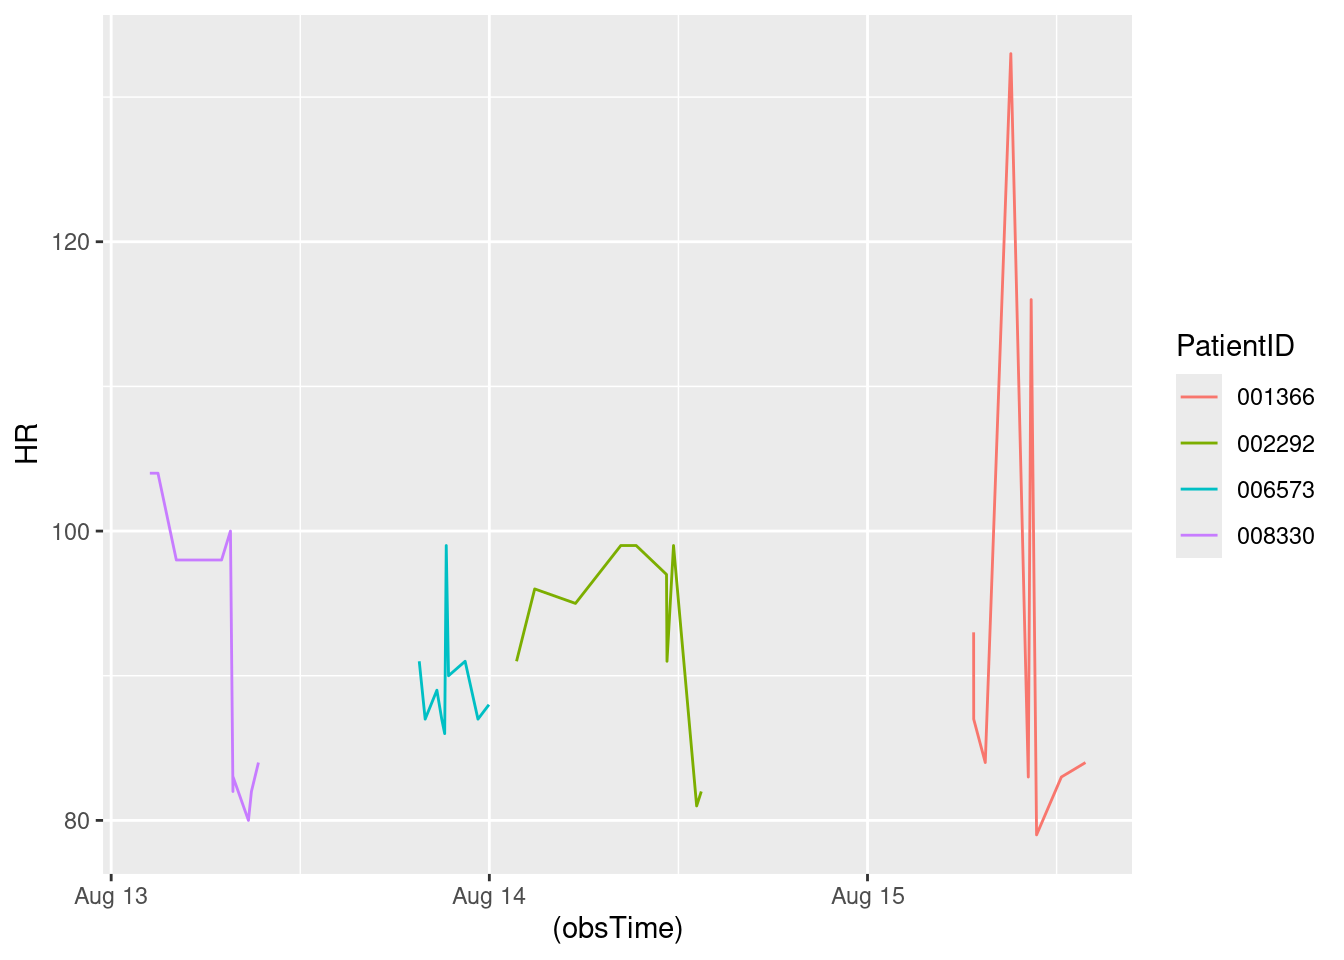 120
100
80
HR
Aug 13
Aug 14
Aug 15
(obsTime)
PatientID
001366
002292
006573
008330